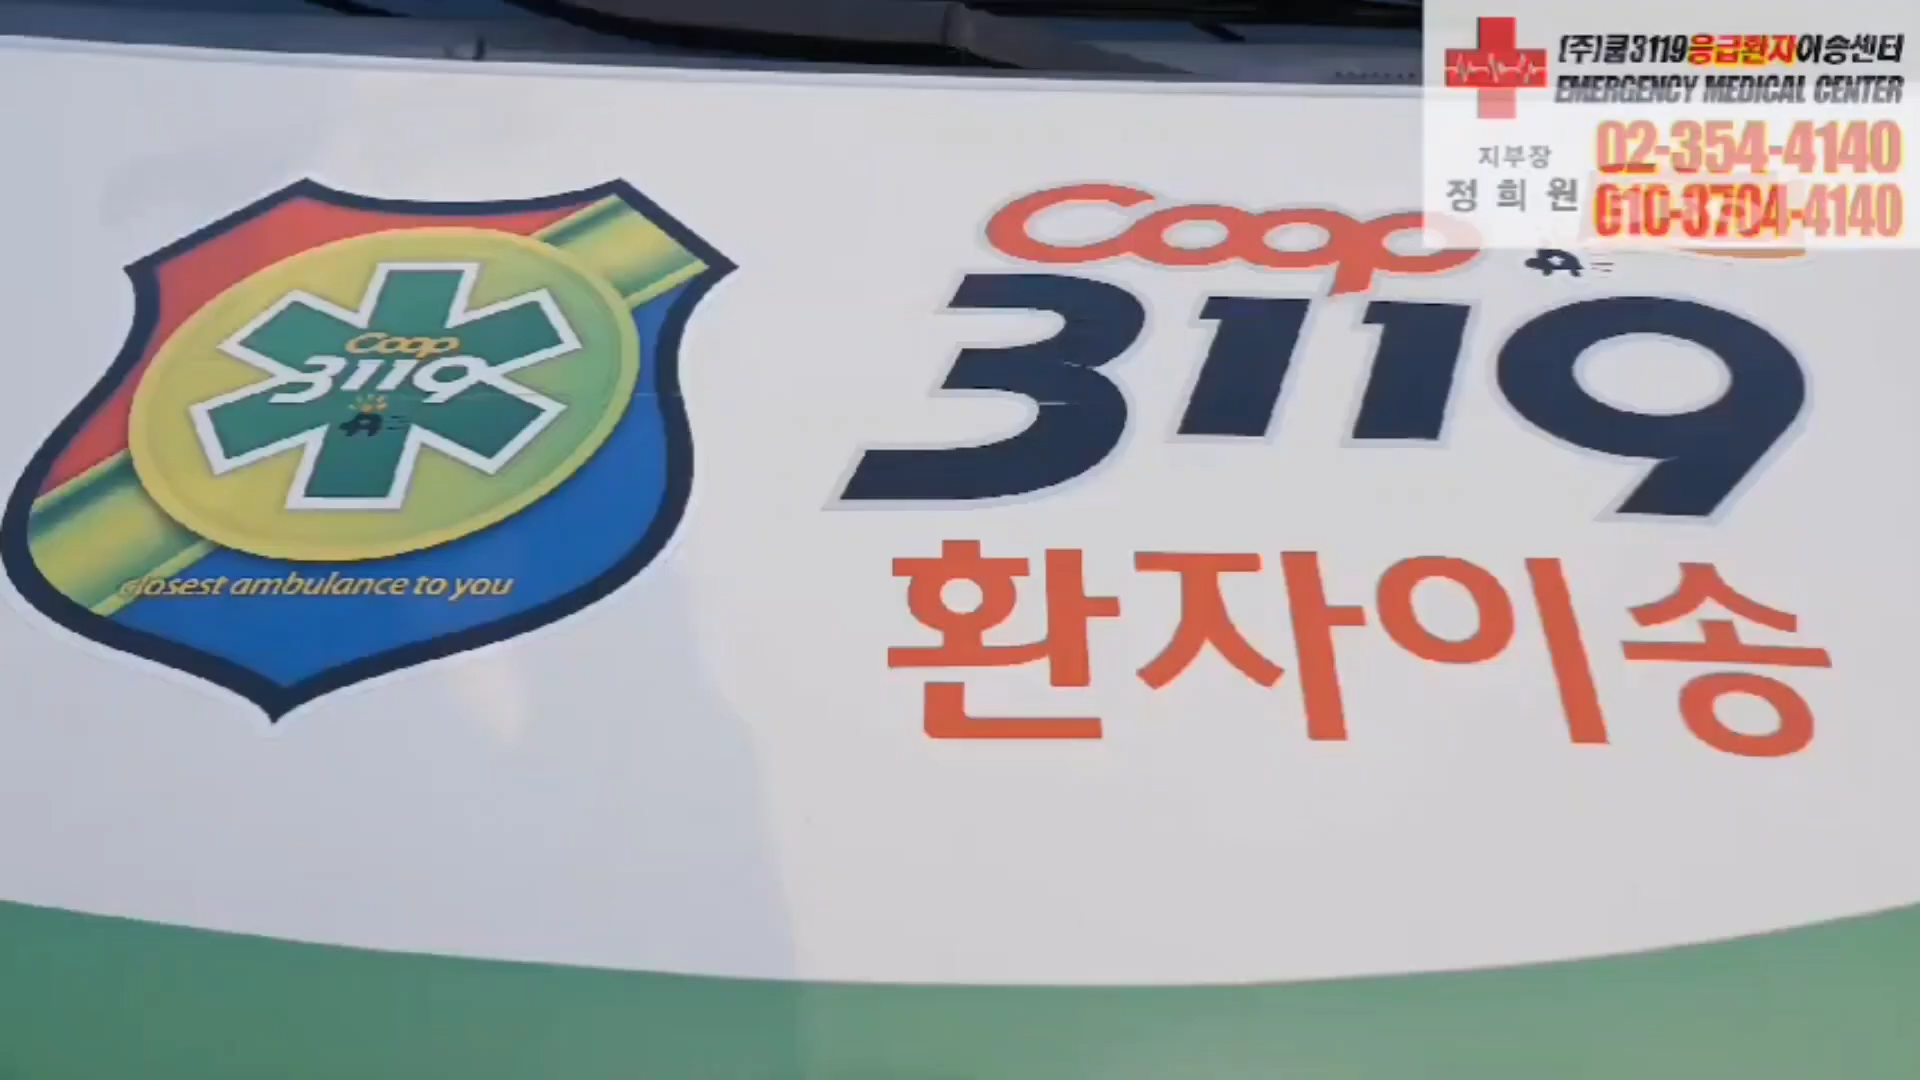 (주)쿱3119응급환자이송센터
EMERGENCY MEDICAL CENTER
지부장
정희원
02-354-4140
010-3704-4140
Coop
3119
환자이송
Coop
3119
closest ambulance to you